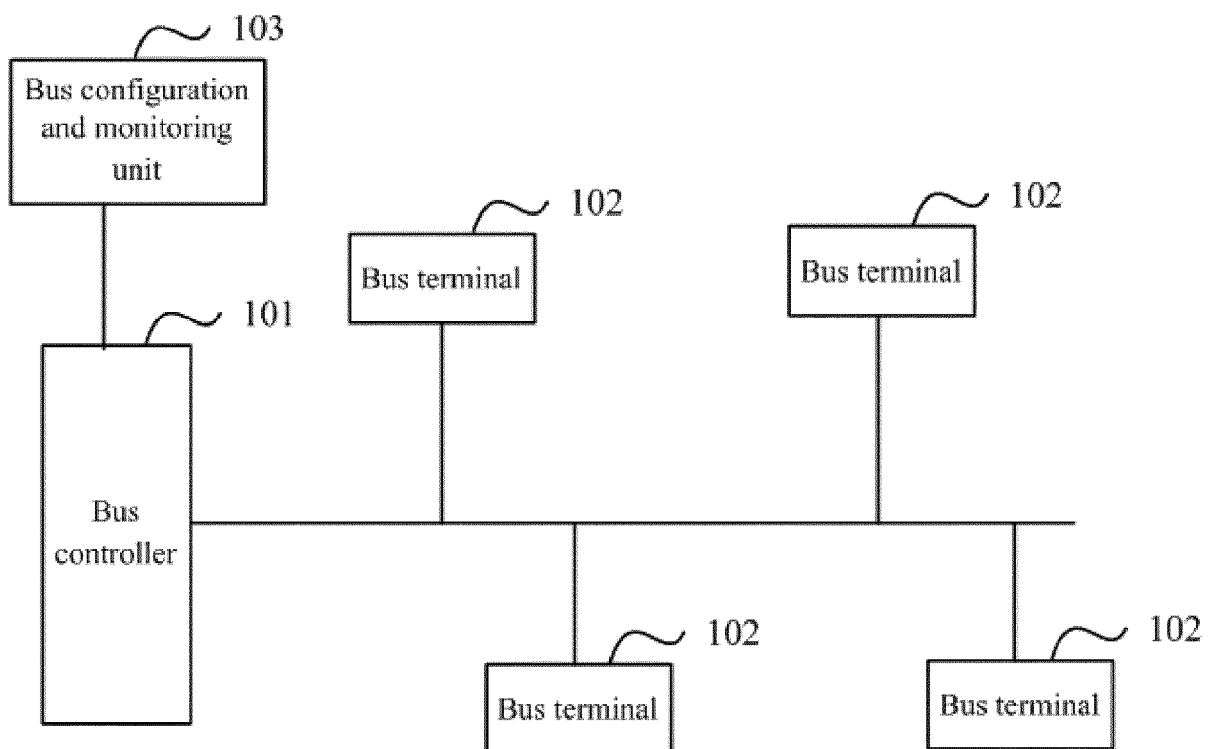 103
Bus configuration
and monitoring
unit
102
Bus terminal
102
Bus terminal
101
Bus
controller
102
Bus terminal
102
Bus terminal